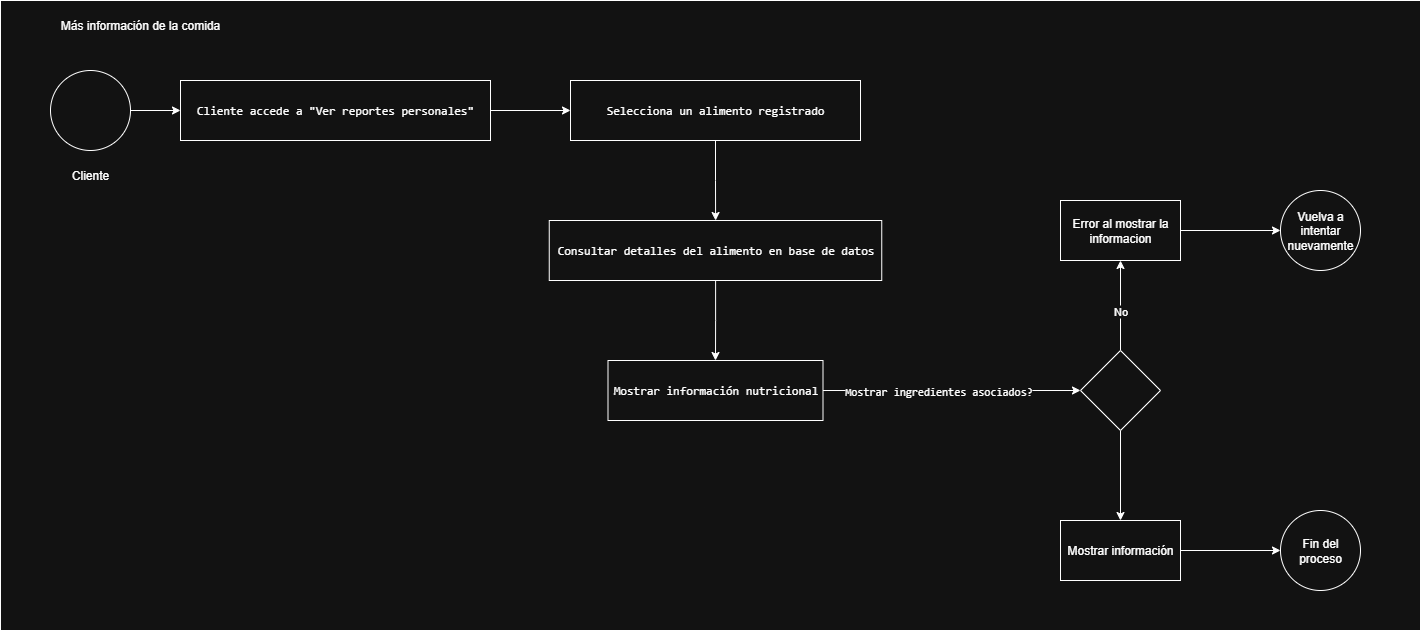 Más información de la comida
Cliente accede a "Ver reportes personales"
Selecciona un alimento registrado
Cliente
Consultar detalles del alimento en base de datos
Mostrar información nutricional
Mostrar ingredientes asociados?
No
Error al mostrar la
informacion
Vuelva a
intentar
nuevamente
Mostrar información
Fin del
proceso